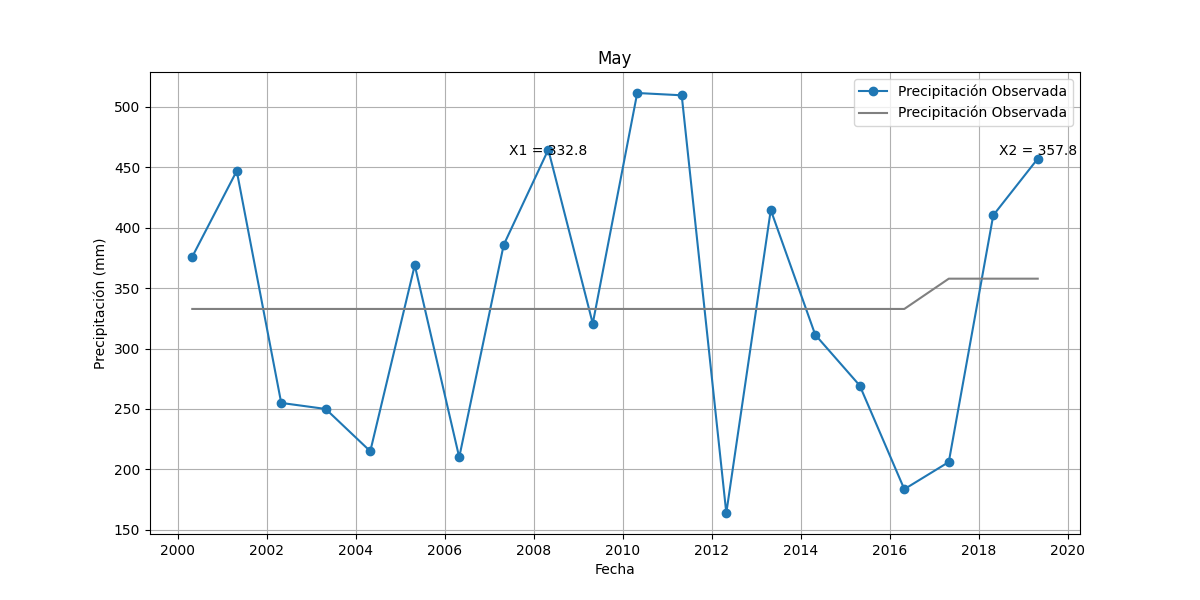 May
Precipitación Observada
Precipitación Observada
X1 = 332.8
X2 = 357.8
Precipitación (mm)
500
450
400
350
300
250
200
150
2000 2002 2004 2006 2008 2010 2012 2014 2016 2018 2020
Fecha